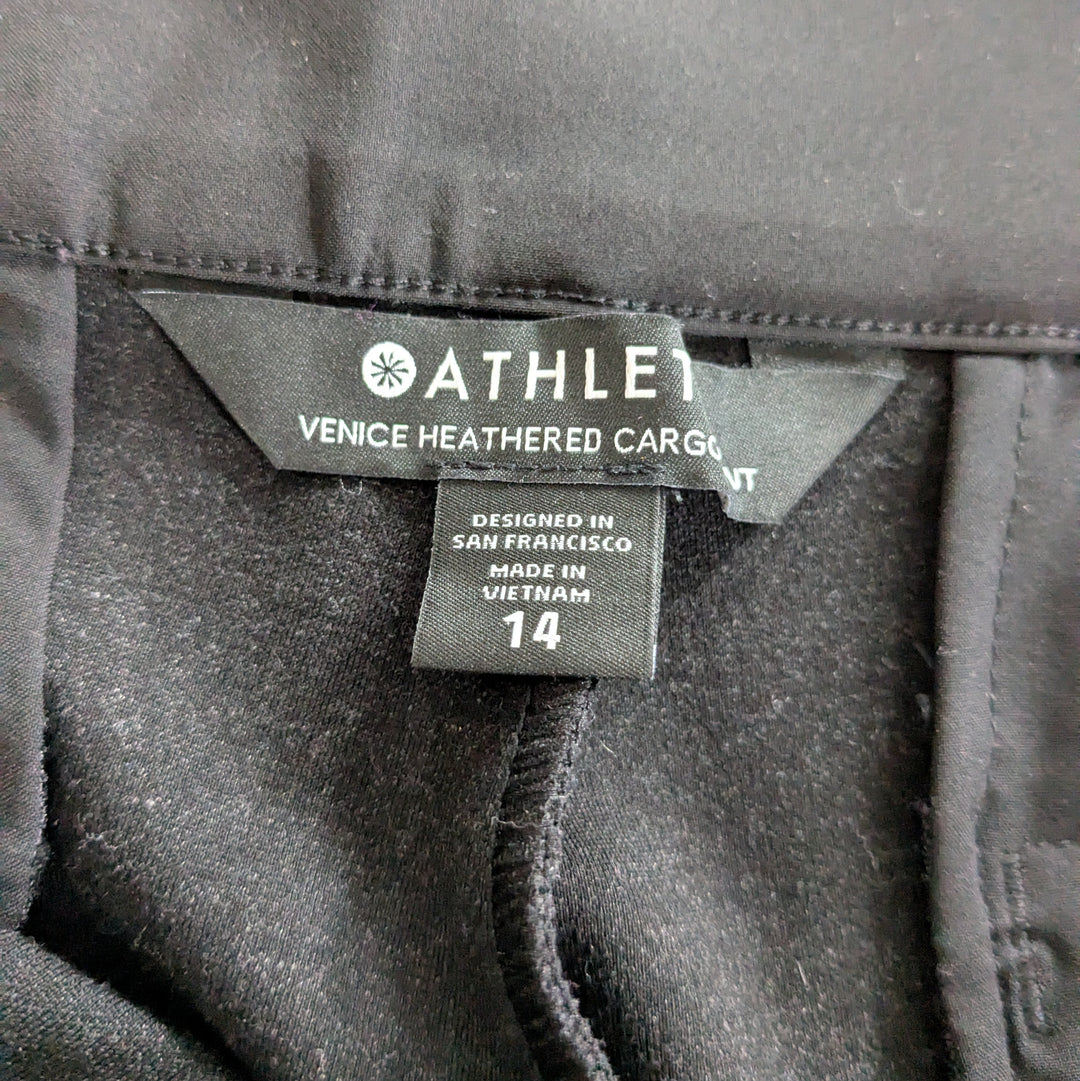 ATHLET
VENICE HEATHERED CARGO NT
DESIGNED IN
SAN FRANCISCO
MADE IN
VIETNAM
14